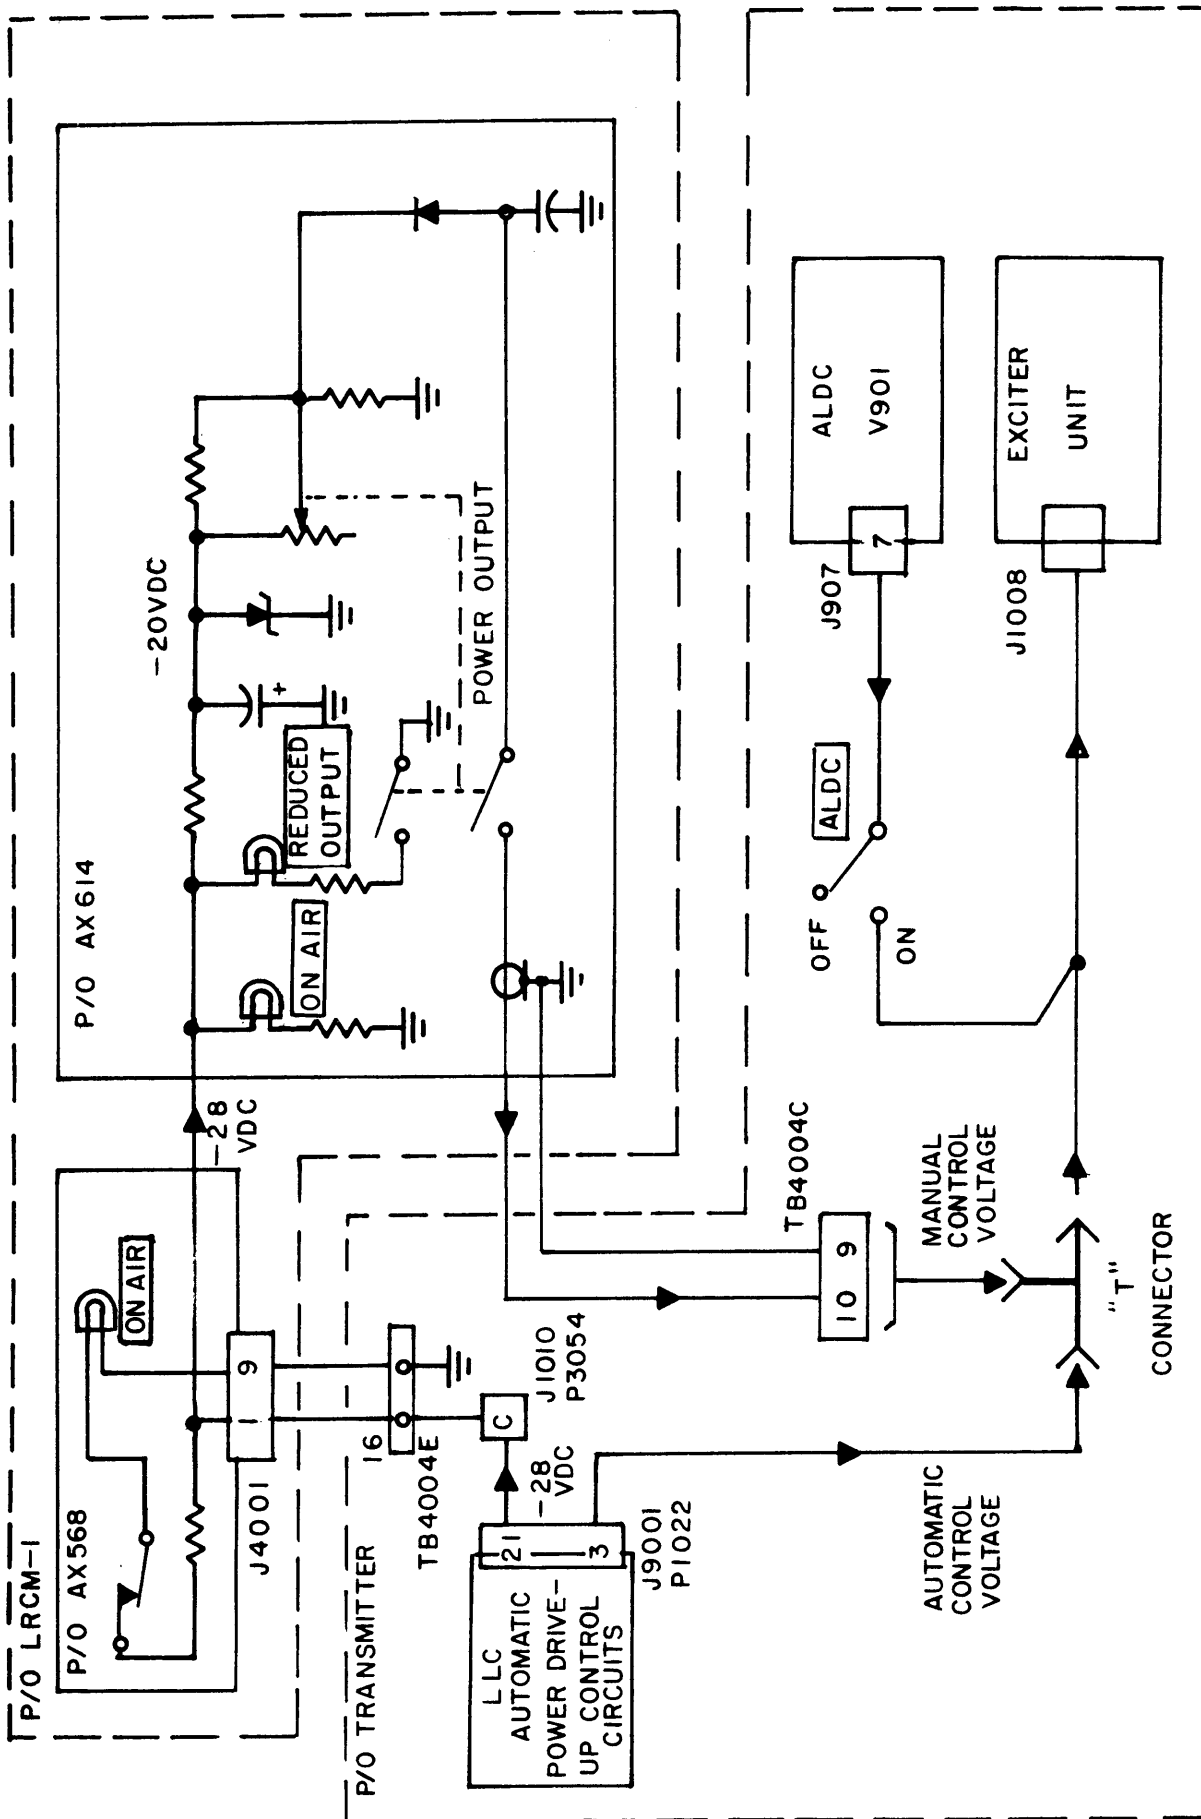 P/O LRCM-1
P/O AX568
ON AIR
J4001
1
9
-28
VDC
P/O AX614
ON AIR
REDUCED
OUTPUT
+
-20VDC
POWER OUTPUT
P/O TRANSMITTER
16
TB4004E
LLC
AUTOMATIC
POWER DRIVE-
UP CONTROL
CIRCUITS
21
3
J9001
P1022
-28
VDC
C
J1010
P3054
10
9
TB4004C
AUTOMATIC
CONTROL
VOLTAGE
MANUAL
CONTROL
VOLTAGE
"T"
CONNECTOR
OFF
ON
ALDC
J907
7
ALDC
V901
J1008
EXCITER
UNIT